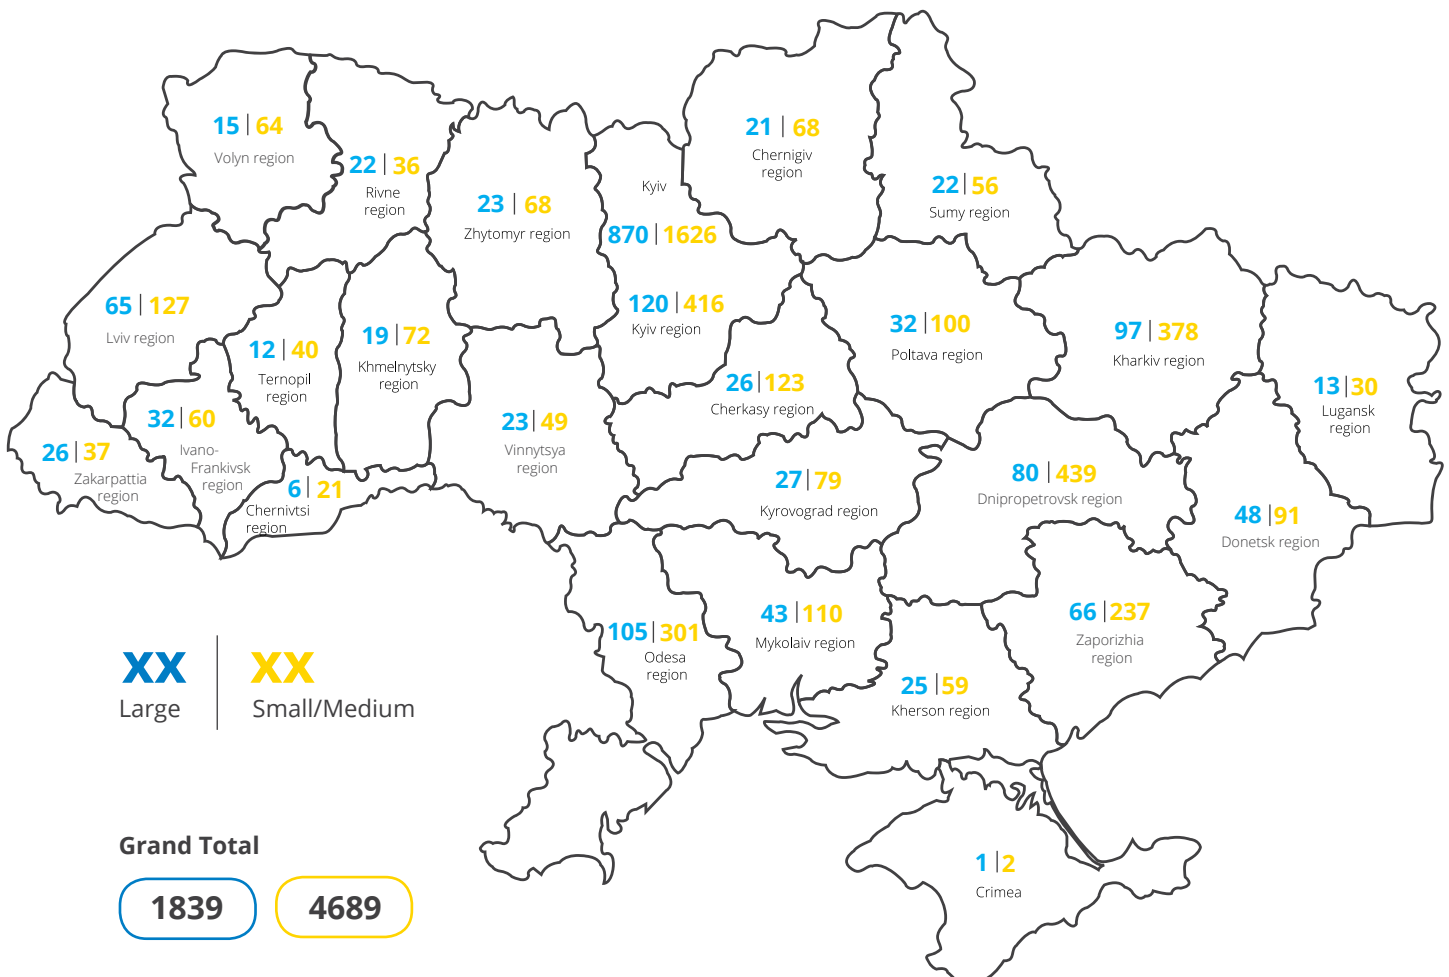 15 | 64
Volyn region
22 | 36
Rivne
region
23 | 68
Zhytomyr region
Kyiv
870 | 1626
120 | 416
Kyiv region
21 | 68
Chernigiv
region
22 | 56
Sumy region
65 | 127
Lviv region
12 | 40
Ternopil
region
19 | 72
Khmelnytsky
region
32 | 100
Poltava region
97 | 378
Kharkiv region
13 | 30
Lugansk
region
26 | 123
Cherkasy region
26 | 37
Zakarpattia
region
32 | 60
Ivano-
Frankivsk
region
6 | 21
Chernivtsi
region
23 | 49
Vinnytsya
region
27 | 79
Kyrovograd region
80 | 439
Dnipropetrovsk region
48 | 91
Donetsk region
105 | 301
Odesa
region
43 | 110
Mykolaiv region
66 | 237
Zaporizhia
region
25 | 59
Kherson region
1 | 2
Crimea
XX | XX
Large Small/Medium
Grand Total
1839 4689